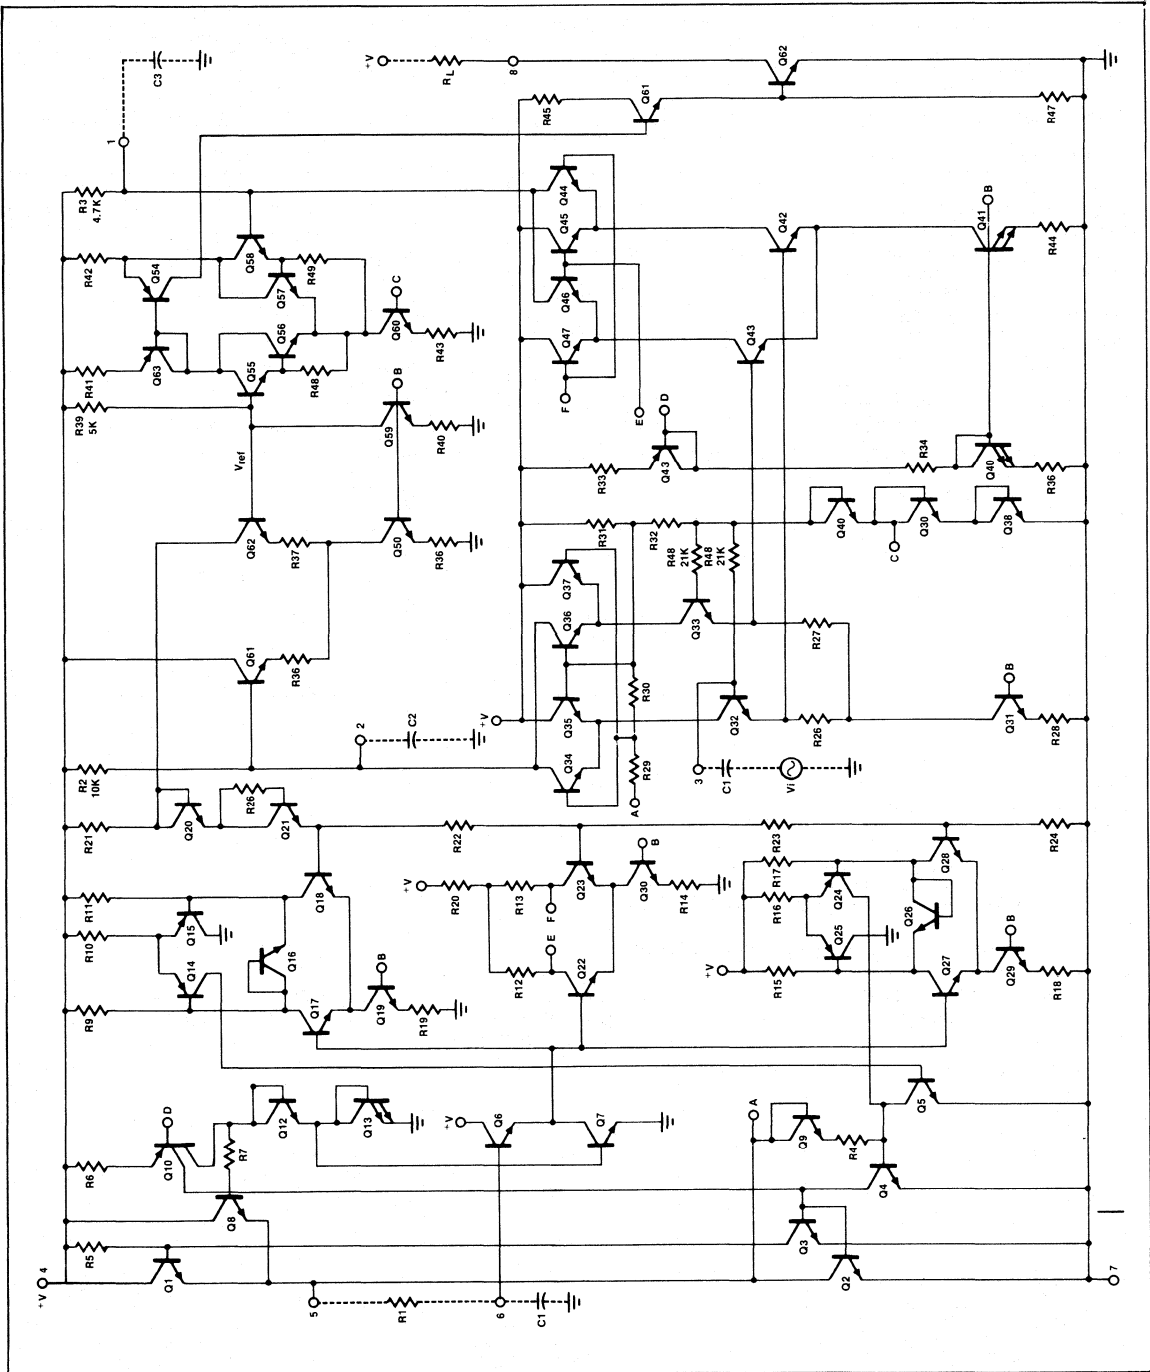 C3
1
+V
RL
8
Q62
Q61
R45
R47
R3
4.7K
R42
Q54
Q58
Q57
R49
C
Q60
R43
Q56
Q55
R48
Q63
R41
R39
5K
Vref
B
Q59
R40
Q62
R37
Q50
R36
Q61
R36
2
C2
R2
10K
Q44
Q45
Q46
Q47
F
E
D
Q43
R33
Q42
Q43
Q41
B
R44
R34
Q40
R36
R31
R32
R48
21K
R48
21K
Q40
C
Q30
Q38
Q37
Q36
Q35
Q34
+V
R30
R29
A
Q33
R27
Q32
R26
3
C1
Vi
B
Q31
R28
R21
Q20
R26
Q21
R22
R23
R24
R11
R10
R9
Q15
Q14
Q16
Q18
Q17
B
Q19
R19
+V
R20
R13
F
E
R12
Q23
Q22
B
Q30
R14
R17
R16
R15
+V
Q24
Q25
Q26
Q28
Q27
B
Q29
R18
R6
D
Q10
R7
Q12
Q13
Q8
+V
Q6
Q7
A
Q9
R4
Q5
Q4
Q3
Q2
R5
Q1
+V
4
5
R1
6
C1
7